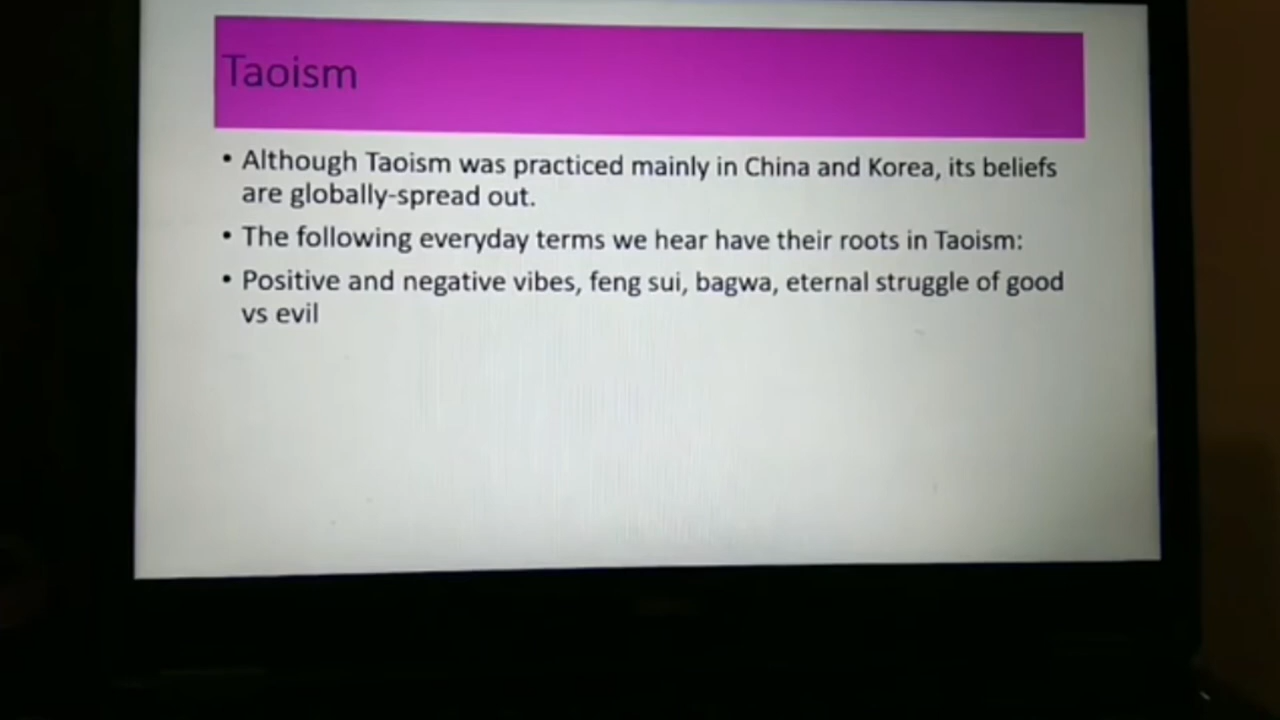 Taoism
• Although Taoism was practiced mainly in China and Korea, its beliefs
are globally-spread out.
• The following everyday terms we hear have their roots in Taoism:
• Positive and negative vibes, feng sui, bagwa, eternal struggle of good
vs evil